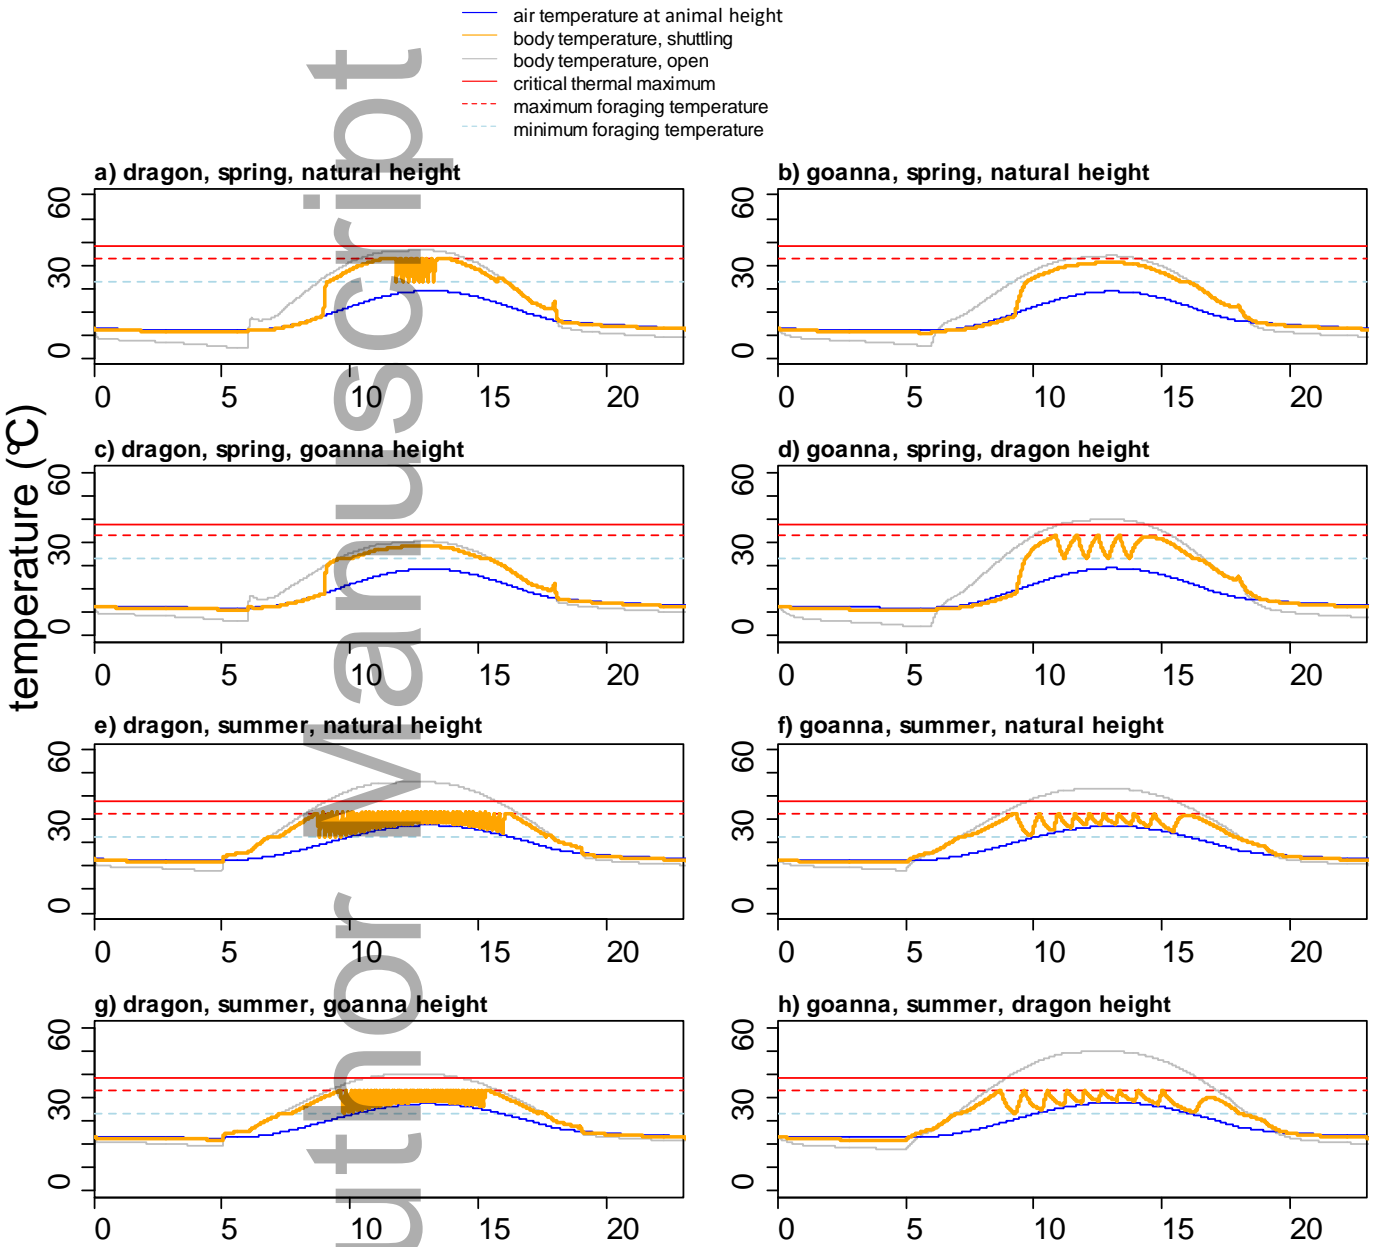 air temperature at animal height
body temperature, shuttling
body temperature, open
critical thermal maximum
maximum foraging temperature
minimum foraging temperature
a) dragon, spring, natural height
0 30 60
0 5 10 15 20
b) goanna, spring, natural height
0 30 60
0 5 10 15 20
c) dragon, spring, goanna height
0 30 60
0 5 10 15 20
d) goanna, spring, dragon height
0 30 60
0 5 10 15 20
e) dragon, summer, natural height
0 30 60
0 5 10 15 20
f) goanna, summer, natural height
0 30 60
0 5 10 15 20
g) dragon, summer, goanna height
0 30 60
0 5 10 15 20
h) goanna, summer, dragon height
0 30 60
0 5 10 15 20
temperature (°C)
uthor Manuscript